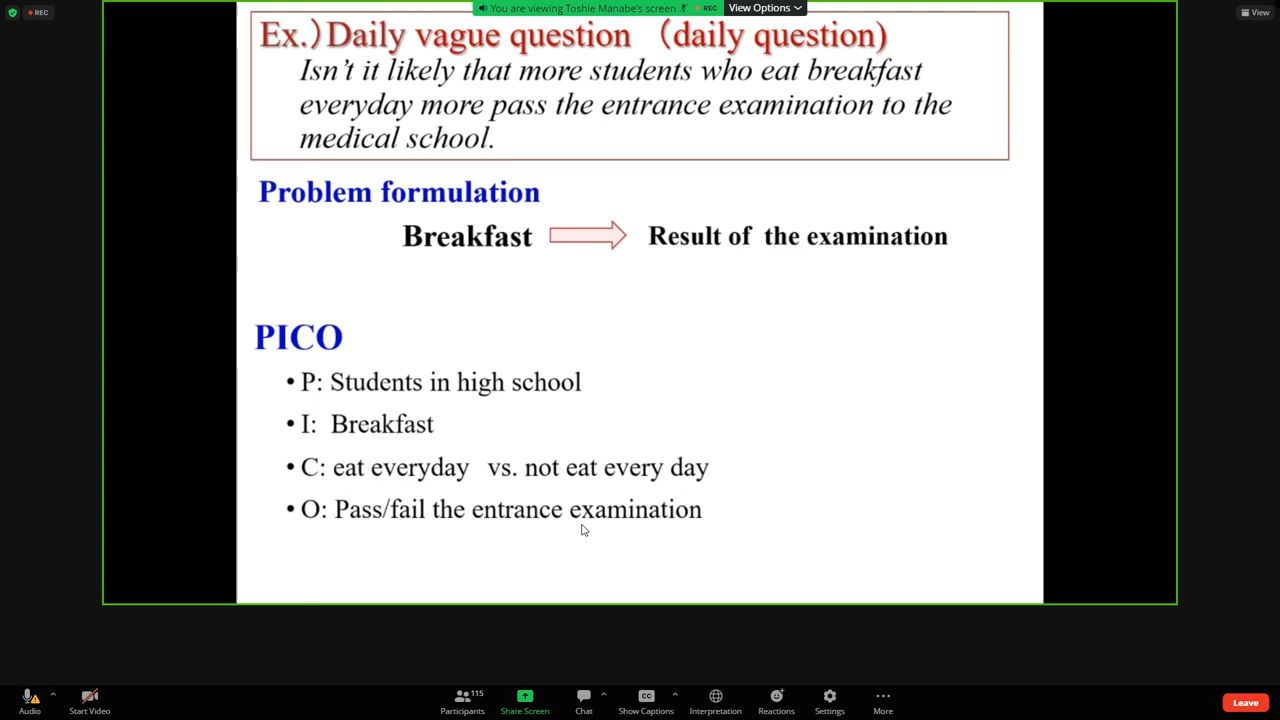 You are viewing Toshie Manabe's screen
REC
View Options
REC
View
Ex.）Daily vague question （daily question)
Isn't it likely that more students who eat breakfast
everyday more pass the entrance examination to the
medical school.
Problem formulation
Breakfast
Result of the examination
PICO
• P: Students in high school
• I: Breakfast
• C: eat everyday vs. not eat every day
• O: Pass/fail the entrance examination
Audio
Start Video
Participants 115
Share Screen
Chat
CC
Show Captions
Interpretation
Reactions
Settings
More
Leave